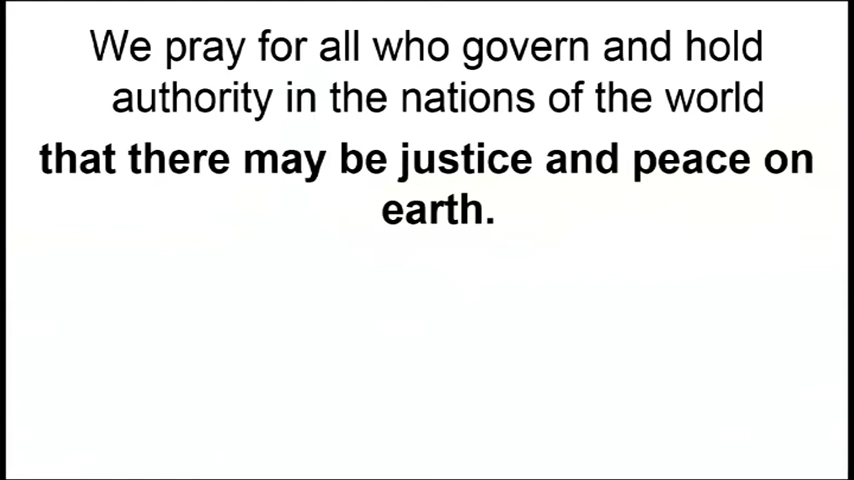 We pray for all who govern and hold
authority in the nations of the world
that there may be justice and peace on
earth.